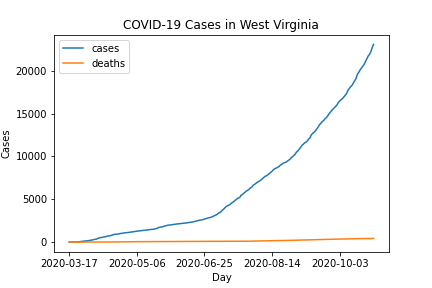 COVID-19 Cases in West Virginia
cases
deaths
20000
15000
10000
5000
0
Cases
2020-03-17 2020-05-06 2020-06-25 2020-08-14 2020-10-03
Day